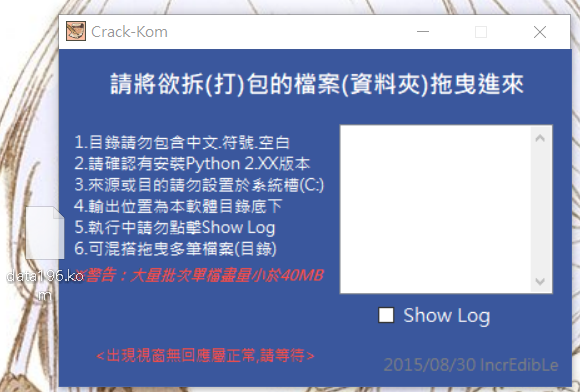 Crack-Kom
請將欲拆(打)包的檔案(資料夾)拖曳進來
1.目錄請勿包含中文.符號.空白
2.請確認有安裝Python 2.XX版本
3.來源或目的請勿設置於系統槽(C:)
4.輸出位置為本軟體目錄底下
5.執行中請勿點擊Show Log
6.可混搭拖曳多筆檔案(目錄)
※警告：大量批次單檔盡量小於40MB
data196.ko
m
Show Log
<出現視窗無回應屬正常,請等待>
2015/08/30 IncrEdibLe